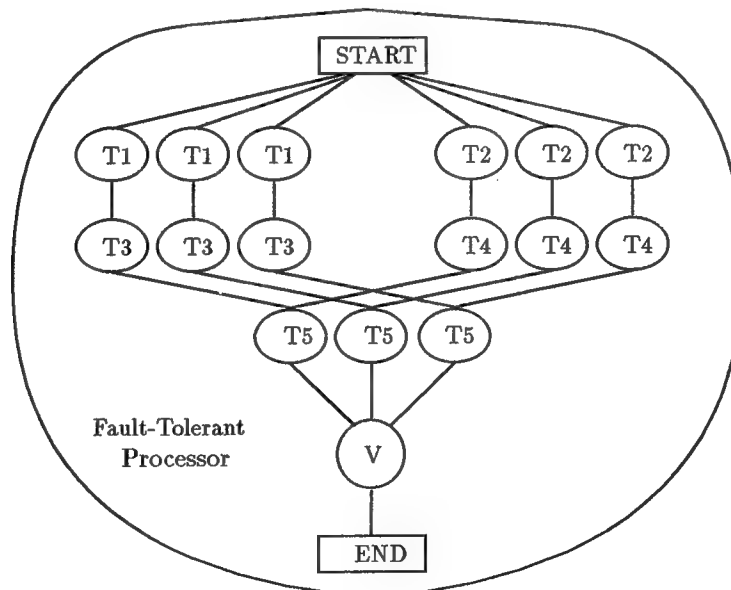 START
T1 T1 T1 T2 T2 T2
T3 T3 T3 T4 T4 T4
T5 T5 T5
Fault-Tolerant
Processor
V
END